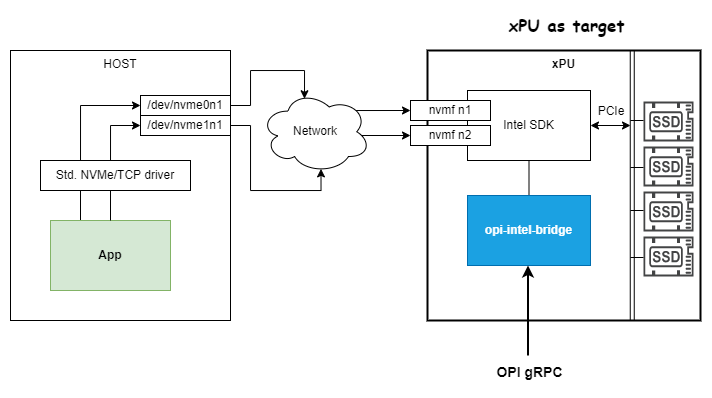 xPU as target
HOST
xPU
/dev/nvme0n1
/dev/nvme1n1
Network
nvmf n1
nvmf n2
Intel SDK
PCIe
SSD
SSD
SSD
SSD
Std. NVMe/TCP driver
App
opi-intel-bridge
OPI gRPC